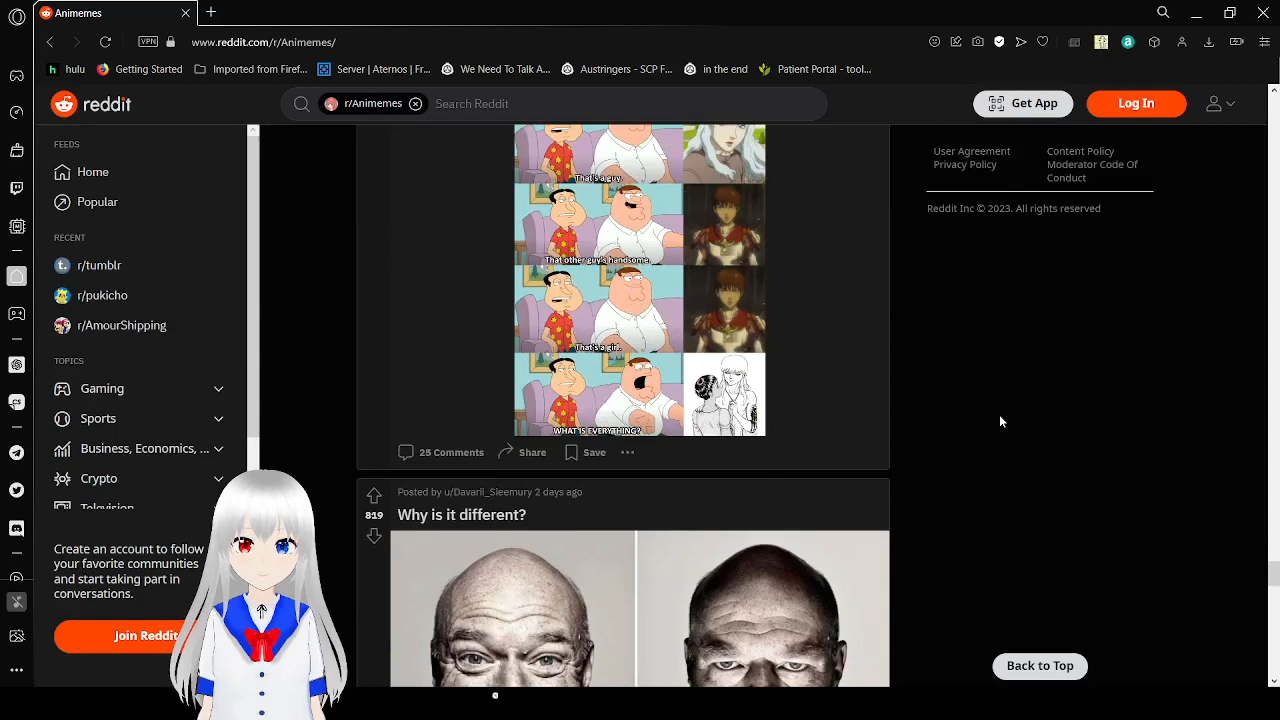 Animemes
VPN
www.reddit.com/r/Animemes/
hulu
Getting Started
Imported from Firef...
Server | Aternos | Fr...
We Need To Talk A...
Austringers - SCP F...
in the end
Patient Portal - tool...
reddit
r/Animemes
Search Reddit
Get App
Log In
FEEDS
Home
Popular
RECENT
r/tumblr
r/pukicho
r/AmourShipping
TOPICS
Gaming
Sports
Business, Economics, ...
Crypto
Television
Create an account to follow
your favorite communities
and start taking part in
conversations.
Join Reddit
That's a guy.
That other guy's handsome.
That's a girl.
WHAT IS EVERYTHING?
25 Comments
Share
Save
Posted by u/Davarii_Sleemury 2 days ago
819
Why is it different?
User Agreement
Privacy Policy
Content Policy
Moderator Code Of
Conduct
Reddit Inc © 2023. All rights reserved
Back to Top